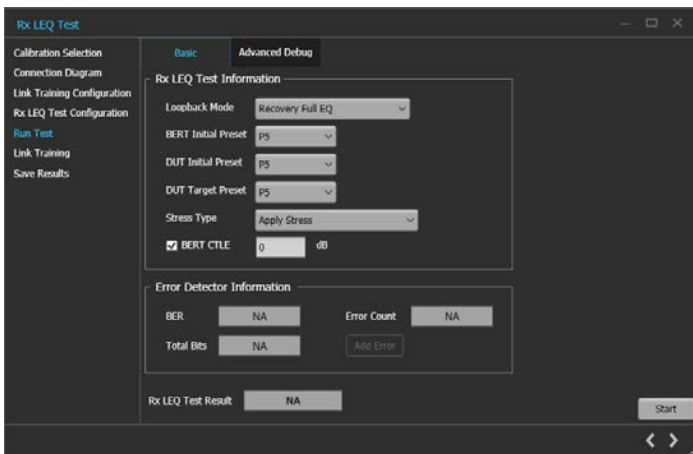 Rx LEQ Test
Calibration Selection
Connection Diagram
Link Training Configuration
Rx LEQ Test Configuration
Run Test
Link Training
Save Results
Basic
Advanced Debug
Rx LEQ Test Information
Loopback Mode
Recovery Full EQ
BERT Initial Preset
P5
DUT Initial Preset
P5
DUT Target Preset
P5
Stress Type
Apply Stress
BERT CTLE
0
dB
Error Detector Information
BER
NA
Error Count
NA
Total Bits
NA
Add Error
Rx LEQ Test Result
NA
Start